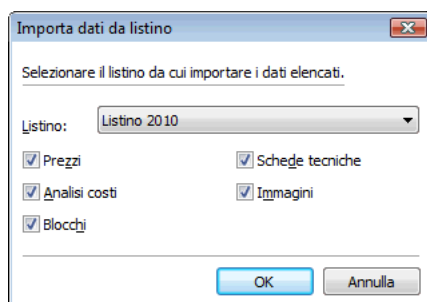 Importa dati da listino
Selezionare il listino da cui importare i dati elencati.
Listino: Listino 2010
Prezzi Schede tecniche
Analisi costi Immagini
Blocchi
OK Annulla